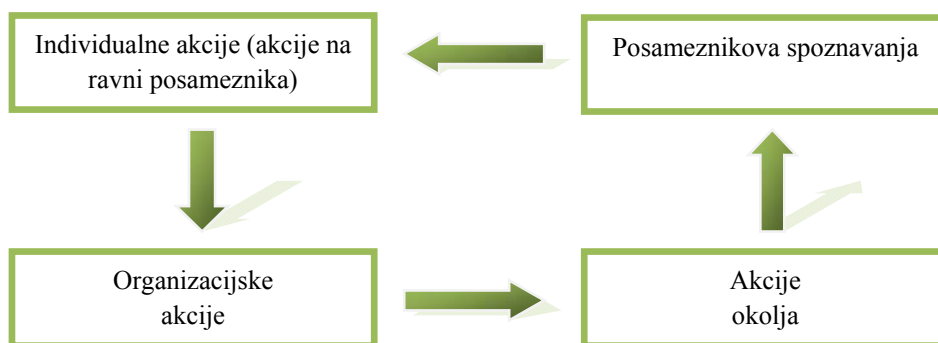 Individualne akcije (akcije na
ravni posameznika)
Posameznikova spoznavanja
Organizacijske
akcije
Akcije
okolja